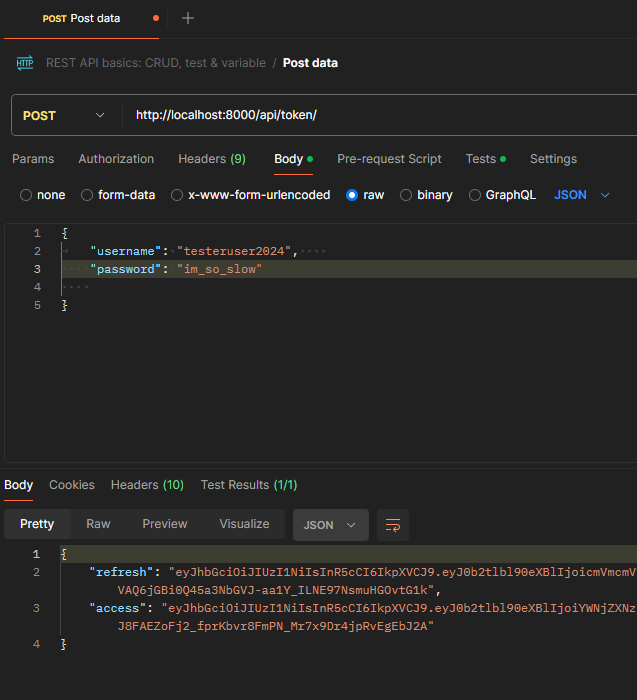 POST Post data
HTTP REST API basics: CRUD, test & variable / Post data
POST http://localhost:8000/api/token/
Params Authorization Headers (9) Body Pre-request Script Tests Settings
none form-data x-www-form-urlencoded raw binary GraphQL JSON
1 {
2 "username": "testeruser2024",
3 "password": "im_so_slow"
4
5 }
Body Cookies Headers (10) Test Results (1/1)
Pretty Raw Preview Visualize JSON
1 {
2 "refresh": "eyJhbGciOiJIUzI1NiIsInR5cCI6IkpXVCJ9.eyJ0b2tlbl90eXBlIjoicmVmcmV
VAQ6jGBi0Q45a3NbGVJ-aa1Y_ILNE97NsmuHGOvtG1k",
3 "access": "eyJhbGciOiJIUzI1NiIsInR5cCI6IkpXVCJ9.eyJ0b2tlbl90eXBlIjoiYWNjZXNz
J8FAEZoFj2_fprKbvr8FmPN_Mr7x9Dr4jpRvEgEbJ2A"
4 }